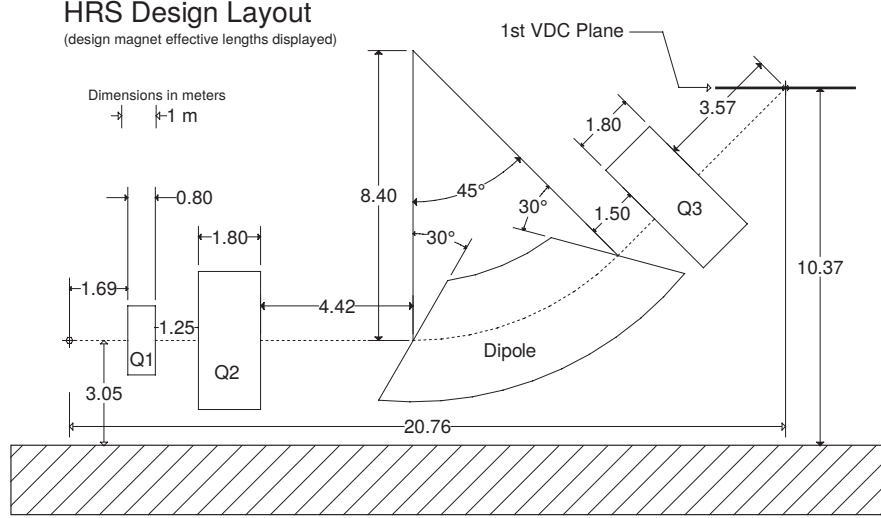 HRS Design Layout
(design magnet effective lengths displayed)
1st VDC Plane
Dimensions in meters
1 m
3.57
1.80
0.80
8.40
45°
30°
1.50
Q3
1.80
30°
1.69
4.42
10.37
1.25
Q1
Q2
Dipole
3.05
20.76